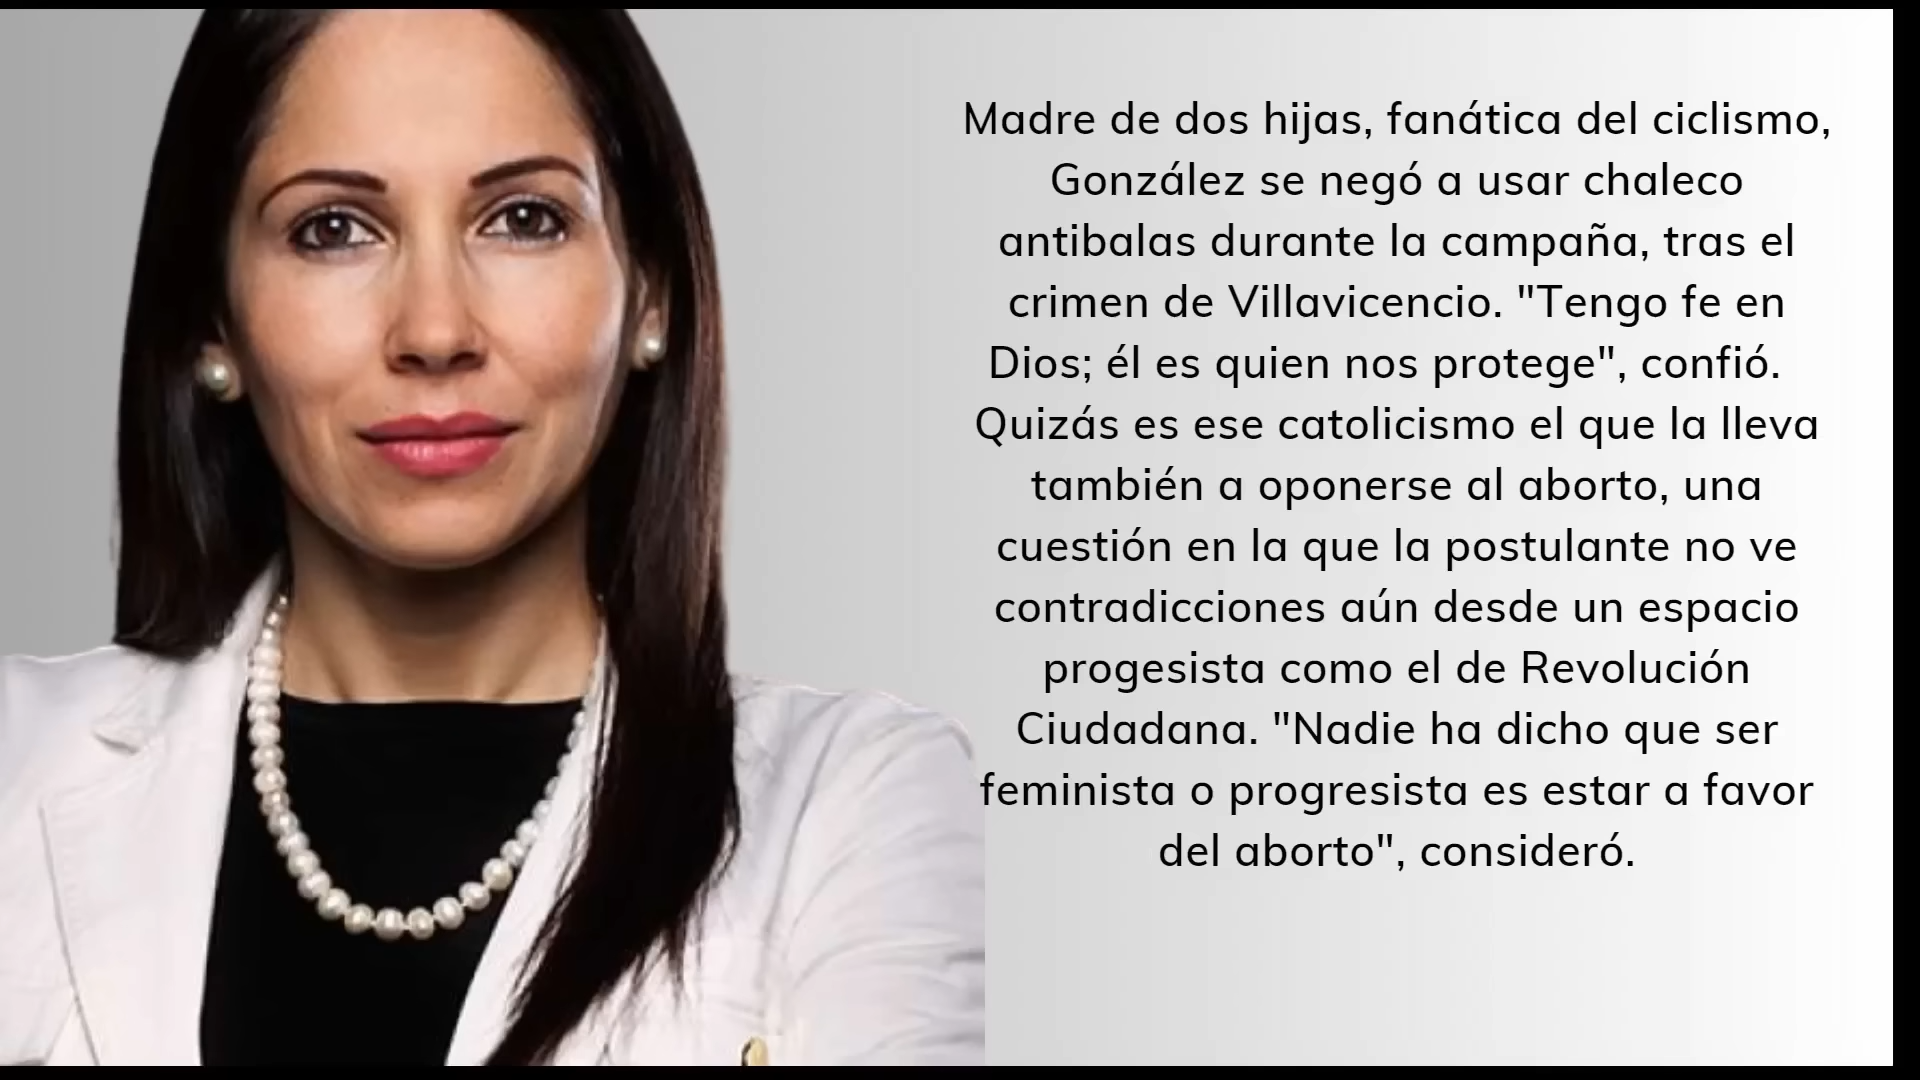 Madre de dos hijas, fanática del ciclismo,
González se negó a usar chaleco
antibalas durante la campaña, tras el
crimen de Villavicencio. "Tengo fe en
Dios; él es quien nos protege", confió.
Quizás es ese catolicismo el que la lleva
también a oponerse al aborto, una
cuestión en la que la postulante no ve
contradicciones aún desde un espacio
progesista como el de Revolución
Ciudadana. "Nadie ha dicho que ser
feminista o progresista es estar a favor
del aborto", consideró.